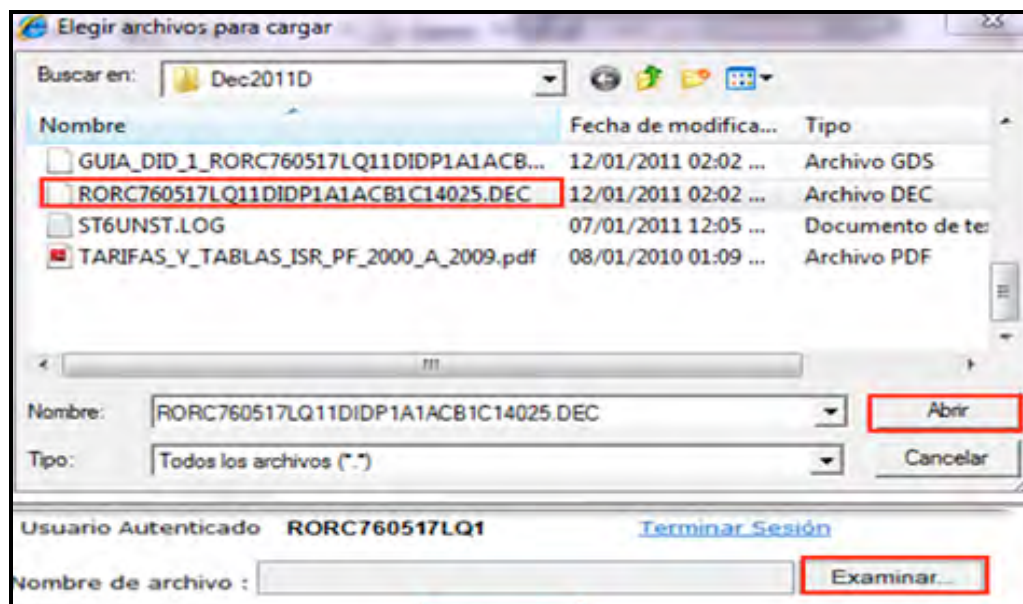 Elegir archivos para cargar
Buscar en: Dec2011D
Nombre Fecha de modifica... Tipo
GUIA_DID_1_RORC760517LQ11DIDP1A1ACB... 12/01/2011 02:02 ... Archivo GDS
RORC760517LQ11DIDP1A1ACB1C14025.DEC 12/01/2011 02:02 ... Archivo DEC
ST6UNST.LOG 07/01/2011 12:05 ... Documento de te
TARIFAS_Y_TABLAS_ISR_PF_2000_A_2009.pdf 08/01/2010 01:09 ... Archivo PDF
Nombre: RORC760517LQ11DIDP1A1ACB1C14025.DEC Abrir
Tipo: Todos los archivos (*.*) Cancelar
Usuario Autenticado RORC760517LQ1 Terminar Sesión
Nombre de archivo : Examinar...